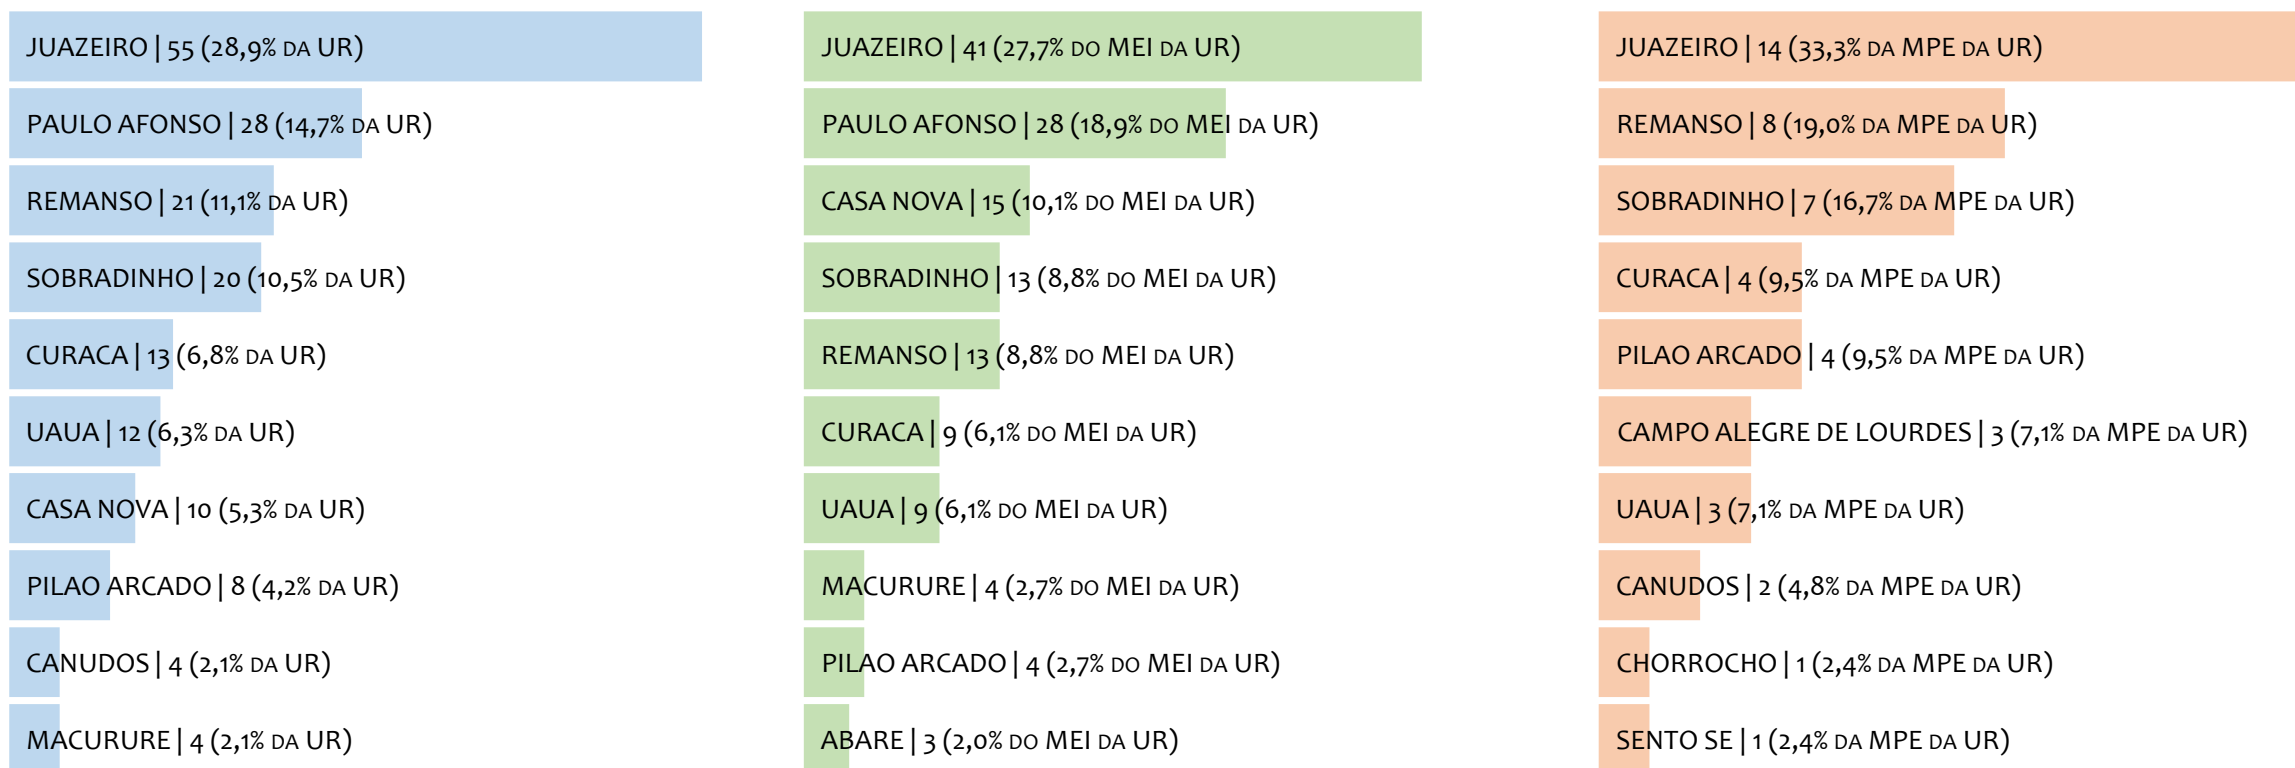 JUAZEIRO | 55 (28,9% DA UR)
PAULO AFONSO | 28 (14,7% DA UR)
REMANSO | 21 (11,1% DA UR)
SOBRADINHO | 20 (10,5% DA UR)
CURACA | 13 (6,8% DA UR)
UAUA | 12 (6,3% DA UR)
CASA NOVA | 10 (5,3% DA UR)
PILAO ARCADO | 8 (4,2% DA UR)
CANUDOS | 4 (2,1% DA UR)
MACURURE | 4 (2,1% DA UR)
JUAZEIRO | 41 (27,7% DO MEI DA UR)
PAULO AFONSO | 28 (18,9% DO MEI DA UR)
CASA NOVA | 15 (10,1% DO MEI DA UR)
SOBRADINHO | 13 (8,8% DO MEI DA UR)
REMANSO | 13 (8,8% DO MEI DA UR)
CURACA | 9 (6,1% DO MEI DA UR)
UAUA | 9 (6,1% DO MEI DA UR)
MACURURE | 4 (2,7% DO MEI DA UR)
PILAO ARCADO | 4 (2,7% DO MEI DA UR)
ABARE | 3 (2,0% DO MEI DA UR)
JUAZEIRO | 14 (33,3% DA MPE DA UR)
REMANSO | 8 (19,0% DA MPE DA UR)
SOBRADINHO | 7 (16,7% DA MPE DA UR)
CURACA | 4 (9,5% DA MPE DA UR)
PILAO ARCADO | 4 (9,5% DA MPE DA UR)
CAMPO ALEGRE DE LOURDES | 3 (7,1% DA MPE DA UR)
UAUA | 3 (7,1% DA MPE DA UR)
CANUDOS | 2 (4,8% DA MPE DA UR)
CHORROCHO | 1 (2,4% DA MPE DA UR)
SENTO SE | 1 (2,4% DA MPE DA UR)